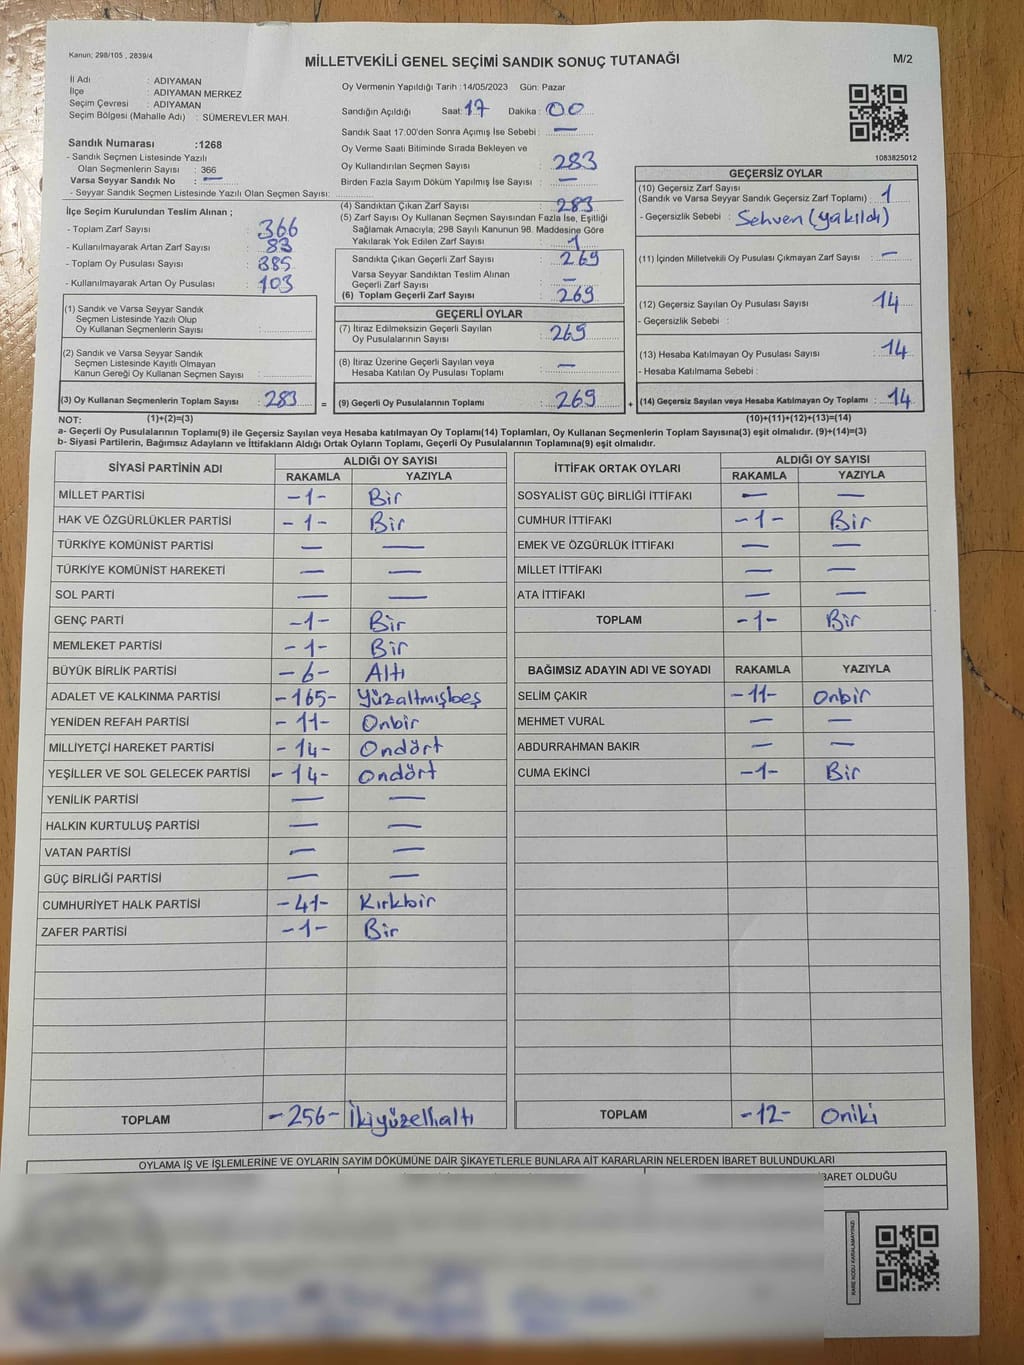 Kanun; 298/105 , 2839/4
MİLLETVEKİLİ GENEL SEÇİMİ SANDIK SONUÇ TUTANAĞI
M/2
İl Adı : ADIYAMAN
İlçe : ADIYAMAN MERKEZ
Seçim Çevresi : ADIYAMAN
Seçim Bölgesi (Mahalle Adı) : SÜMEREVLER MAH.
Sandık Numarası :1268
- Sandık Seçmen Listesinde Yazılı
Olan Seçmenlerin Sayısı : 366
Varsa Seyyar Sandık No : —
- Seyyar Sandık Seçmen Listesinde Yazılı Olan Seçmen Sayısı:
Oy Vermenin Yapıldığı Tarih :14/05/2023 Gün: Pazar
Sandığın Açıldığı Saat: 17 Dakika : 00
Sandık Saat 17:00'den Sonra Açımış İse Sebebi : —
Oy Verme Saati Bitiminde Sırada Bekleyen ve
Oy Kullandırılan Seçmen Sayısı : 283
Birden Fazla Sayım Döküm Yapılmış İse Sayısı : —
1083825012
İlçe Seçim Kurulundan Teslim Alınan ;
- Toplam Zarf Sayısı : 366
- Kullanılmayarak Artan Zarf Sayısı : 83
- Toplam Oy Pusulası Sayısı : 385
- Kullanılmayarak Artan Oy Pusulası : 103
(1) Sandık ve Varsa Seyyar Sandık
Seçmen Listesinde Yazılı Olup
Oy Kullanan Seçmenlerin Sayısı :
(2) Sandık ve Varsa Seyyar Sandık
Seçmen Listesinde Kayıtlı Olmayan
Kanun Gereği Oy Kullanan Seçmen Sayısı :
(3) Oy Kullanan Seçmenlerin Toplam Sayısı : 283 =
(4) Sandıktan Çıkan Zarf Sayısı : 283
(5) Zarf Sayısı Oy Kullanan Seçmen Sayısından Fazla İse, Eşitliği
Sağlamak Amacıyla; 298 Sayılı Kanunun 98. Maddesine Göre
Yakılarak Yok Edilen Zarf Sayısı : 1
Sandıkta Çıkan Geçerli Zarf Sayısı : 269
Varsa Seyyar Sandıktan Teslim Alınan
Geçerli Zarf Sayısı : —
(6) Toplam Geçerli Zarf Sayısı : 269
GEÇERLİ OYLAR
(7) İtiraz Edilmeksizin Geçerli Sayılan
Oy Pusulalarının Sayısı : 269
(8) İtiraz Üzerine Geçerli Sayılan veya
Hesaba Katılan Oy Pusulası Toplamı : —
(9) Geçerli Oy Pusulalarının Toplamı : 269 +
GEÇERSİZ OYLAR
(10) Geçersiz Zarf Sayısı
(Sandık ve Varsa Seyyar Sandık Geçersiz Zarf Toplamı) : 1
- Geçersizlik Sebebi : Sehven (yakıldı)
(11) İçinden Milletvekili Oy Pusulası Çıkmayan Zarf Sayısı : —
(12) Geçersiz Sayılan Oy Pusulası Sayısı : 14
- Geçersizlik Sebebi :
(13) Hesaba Katılmayan Oy Pusulası Sayısı : 14
- Hesaba Katılmama Sebebi :
(14) Geçersiz Sayılan veya Hesaba Katılmayan Oy Toplamı : 14
NOT: (1)+(2)=(3) (10)+(11)+(12)+(13)=(14)
a- Geçerli Oy Pusulalarının Toplamı(9) ile Geçersiz Sayılan veya Hesaba Katılmayan Oy Toplamı(14) Toplamları, Oy Kullanan Seçmenlerin Toplam Sayısına(3) eşit olmalıdır. (9)+(14)=(3)
b- Siyasi Partilerin, Bağımsız Adayların ve İttifakların Aldığı Ortak Oyların Toplamı, Geçerli Oy Pusulalarının Toplamına(9) eşit olmalıdır.
SİYASİ PARTİNİN ADI ALDIĞI OY SAYISI
RAKAMLA YAZIYLA
MİLLET PARTİSİ -1- Bir
HAK VE ÖZGÜRLÜKLER PARTİSİ -1- Bir
TÜRKİYE KOMÜNİST PARTİSİ — —
TÜRKİYE KOMÜNİST HAREKETİ — —
SOL PARTİ — —
GENÇ PARTİ -1- Bir
MEMLEKET PARTİSİ -1- Bir
BÜYÜK BİRLİK PARTİSİ -6- Altı
ADALET VE KALKINMA PARTİSİ -165- Yüzaltmışbeş
YENİDEN REFAH PARTİSİ -11- Onbir
MİLLİYETÇİ HAREKET PARTİSİ -14- Ondört
YEŞİLLER VE SOL GELECEK PARTİSİ -14- Ondört
YENİLİK PARTİSİ — —
HALKIN KURTULUŞ PARTİSİ — —
VATAN PARTİSİ — —
GÜÇ BİRLİĞİ PARTİSİ — —
CUMHURİYET HALK PARTİSİ -41- Kırkbir
ZAFER PARTİSİ -1- Bir
TOPLAM -256- İkiyüzellialtı
İTTİFAK ORTAK OYLARI ALDIĞI OY SAYISI
RAKAMLA YAZIYLA
SOSYALİST GÜÇ BİRLİĞİ İTTİFAKI — —
CUMHUR İTTİFAKI -1- Bir
EMEK VE ÖZGÜRLÜK İTTİFAKI — —
MİLLET İTTİFAKI — —
ATA İTTİFAKI — —
TOPLAM -1- Bir
BAĞIMSIZ ADAYIN ADI VE SOYADI RAKAMLA YAZIYLA
SELİM ÇAKIR -11- Onbir
MEHMET VURAL — —
ABDURRAHMAN BAKIR — —
CUMA EKİNCİ -1- Bir
TOPLAM -12- Oniki
OYLAMA İŞ VE İŞLEMLERİNE VE OYLARIN SAYIM DÖKÜMÜNE DAİR ŞİKAYETLERLE BUNLARA AİT KARARLARIN NELERDEN İBARET BULUNDUKLARI
İBARET OLDUĞU
KARE KODU KARALAMAYINIZ!